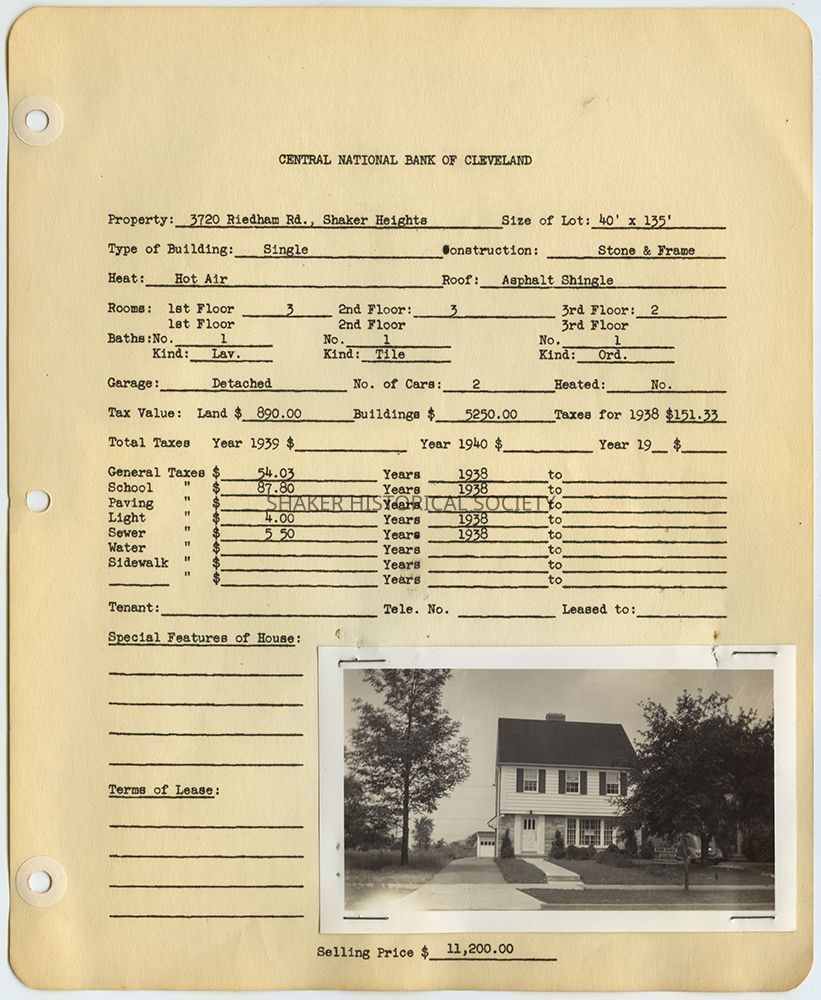 CENTRAL NATIONAL BANK OF CLEVELAND
Property: 3720 Riedham Rd., Shaker Heights Size of Lot: 40' x 135'
Type of Building: Single Construction: Stone & Frame
Heat: Hot Air Roof: Asphalt Shingle
Rooms: 1st Floor 3 2nd Floor: 3 3rd Floor: 2
1st Floor 2nd Floor 3rd Floor
Baths:No. 1 No. 1 No. 1
Kind: Lav. Kind: Tile Kind: Ord.
Garage: Detached No. of Cars: 2 Heated: No.
Tax Value: Land $ 890.00 Buildings $ 5250.00 Taxes for 1938 $151.33
Total Taxes Year 1939 $ Year 1940 $ Year 19__ $
General Taxes $ 54.03 Years 1938 to
School " $ 87.80 Years 1938 to
Paving " $ Years to
SHAKER HISTORICAL SOCIETY
Light " $ 4.00 Years 1938 to
Sewer " $ 5 50 Years 1938 to
Water " $ Years to
Sidewalk " $ Years to
" $ Years to
Tenant: Tele. No. Leased to:
Special Features of House:
Terms of Lease:
Selling Price $ 11,200.00